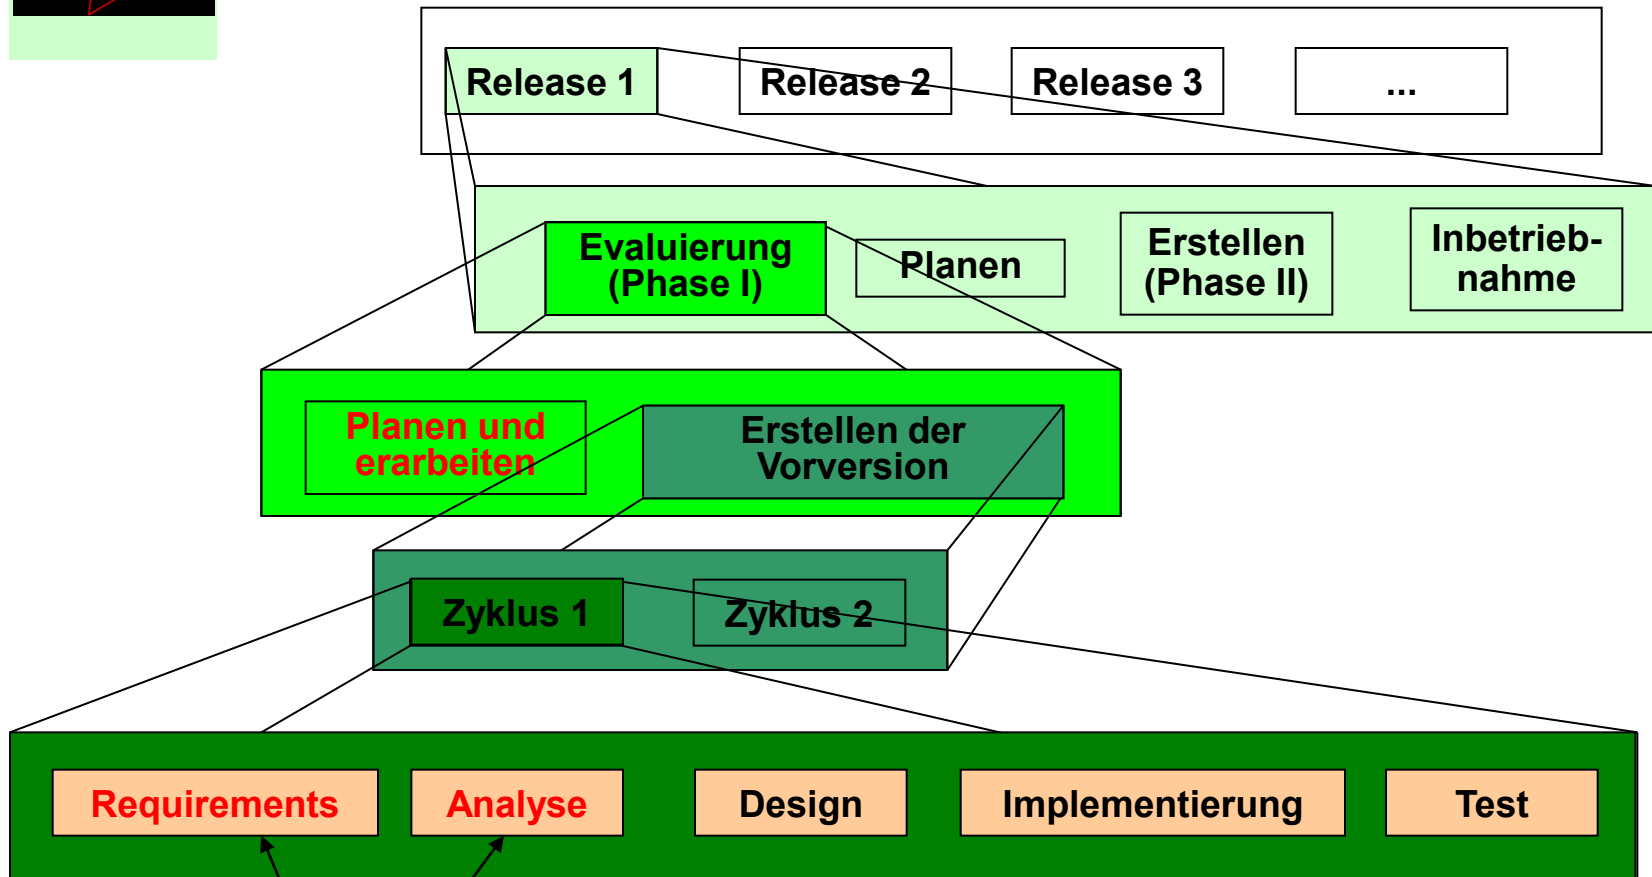 Release 1
Release 2
Release 3
...
Evaluierung
(Phase I)
Planen
Erstellen
(Phase II)
Inbetrieb-
nahme
Planen und
erarbeiten
Erstellen der
Vorversion
Zyklus 1
Zyklus 2
Requirements
Analyse
Design
Implementierung
Test